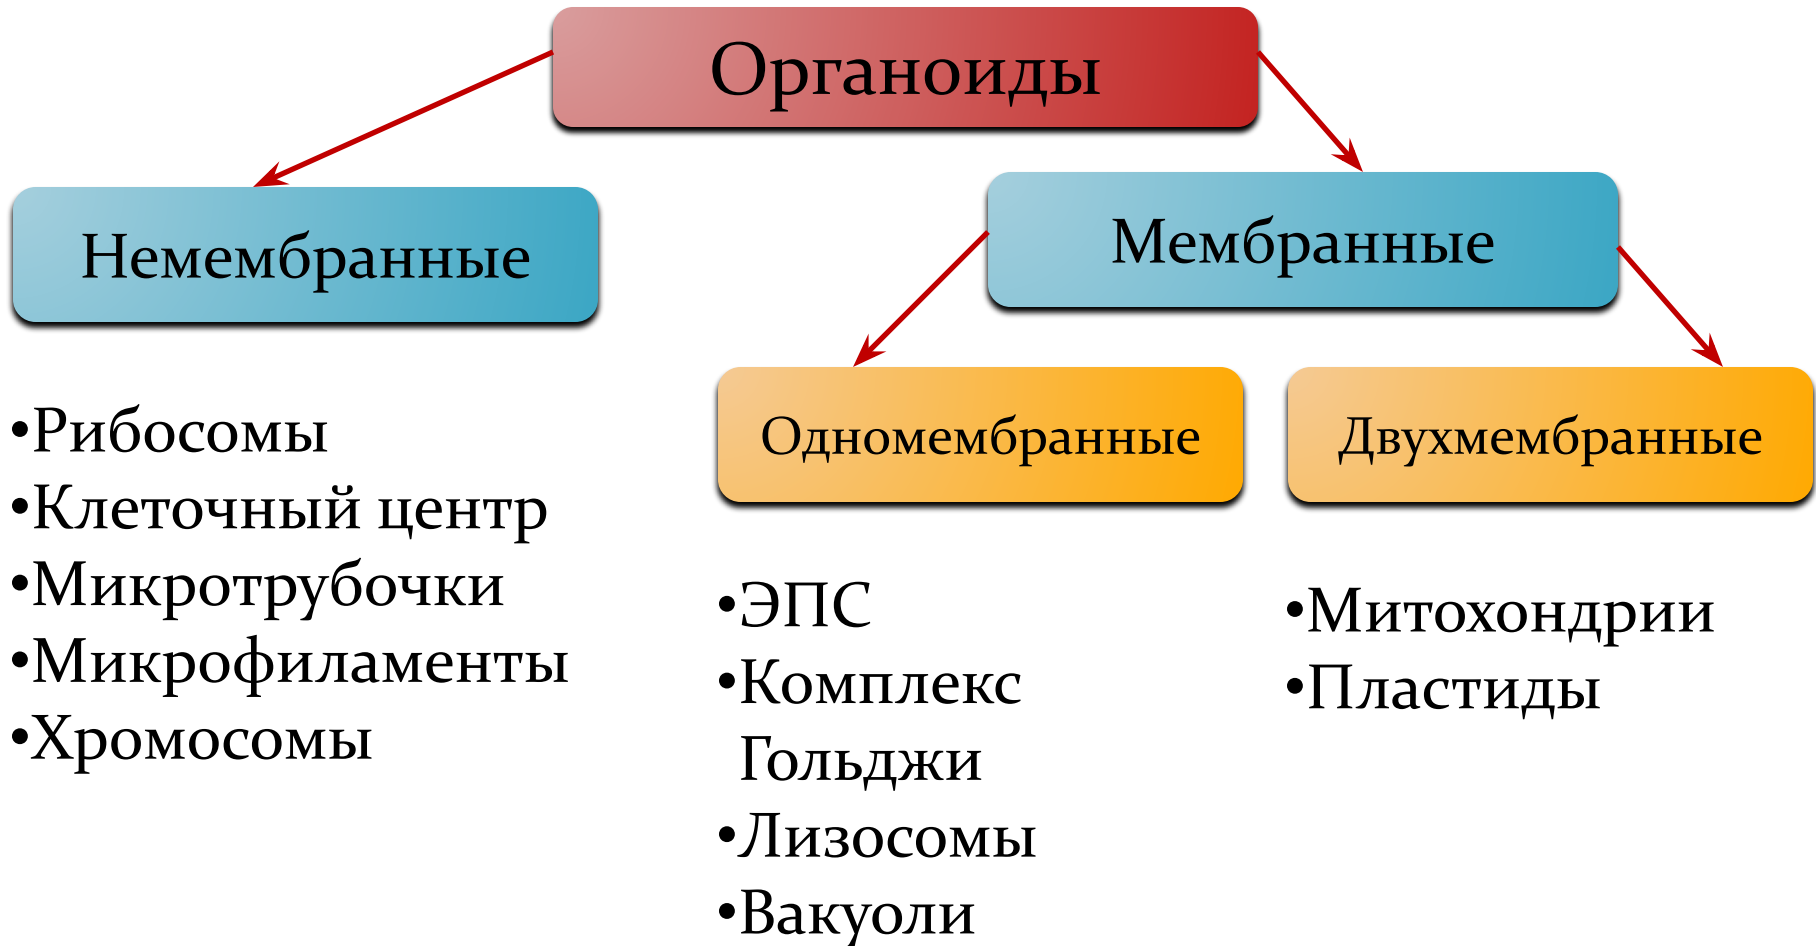 Органоиды
Немембранные
Мембранные
•Рибосомы
•Клеточный центр
•Микротрубочки
•Микрофиламенты
•Хромосомы
Одномембранные
•ЭПС
•Комплекс
Гольджи
•Лизосомы
•Вакуоли
Двухмембранные
•Митохондрии
•Пластиды